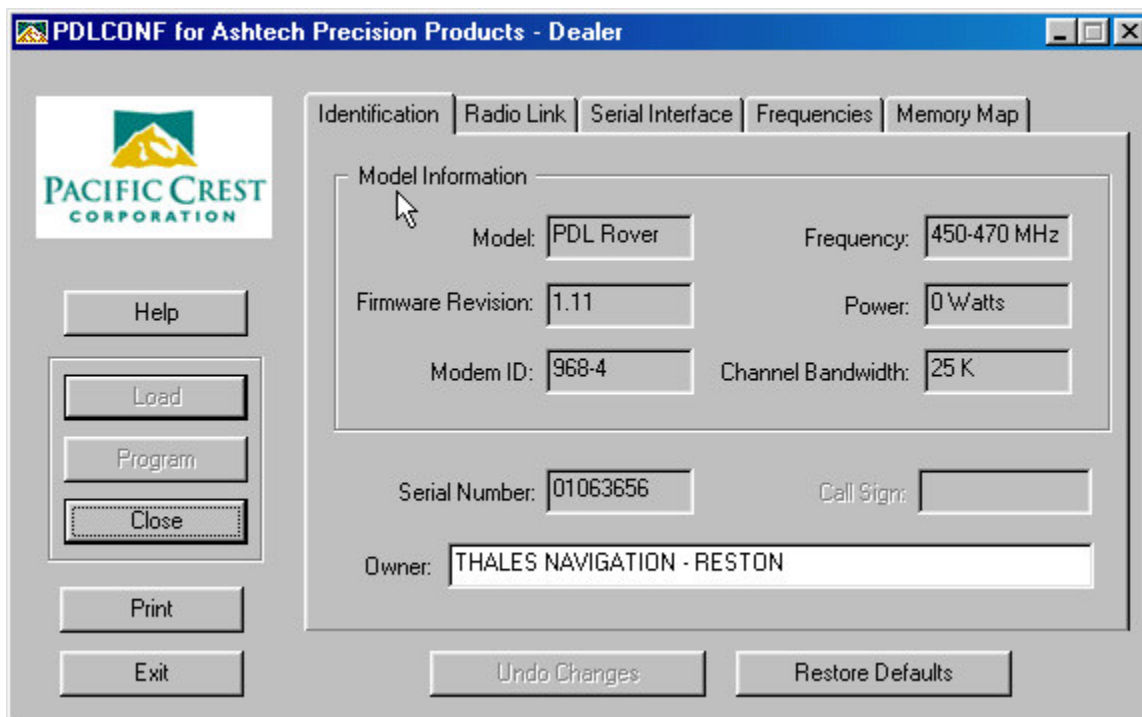 PDLCONF for Ashtech Precision Products - Dealer
PACIFIC CREST
CORPORATION
Help
Load
Program
Close
Print
Exit
Identification Radio Link Serial Interface Frequencies Memory Map
Model Information
Model: PDL Rover Frequency: 450-470 MHz
Firmware Revision: 1.11 Power: 0 Watts
Modem ID: 968-4 Channel Bandwidth: 25 K
Serial Number: 01063656 Call Sign:
Owner: THALES NAVIGATION - RESTON
Undo Changes Restore Defaults